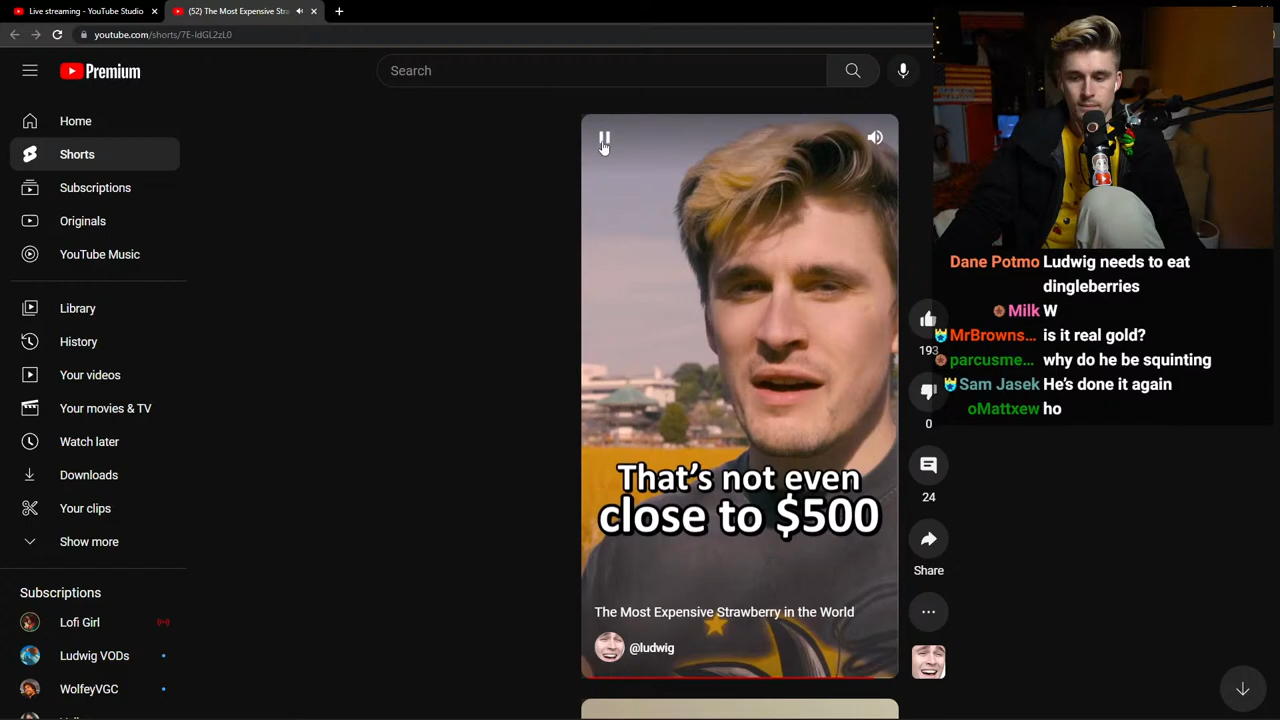 Live streaming - YouTube Studio
(52) The Most Expensive Stra
youtube.com/shorts/7E-IdGL2zL0
Premium
Search
Home
Shorts
Subscriptions
Originals
YouTube Music
Library
History
Your videos
Your movies & TV
Watch later
Downloads
Your clips
Show more
Subscriptions
Lofi Girl
Ludwig VODs
WolfeyVGC
That's not even
close to $500
The Most Expensive Strawberry in the World
@ludwig
193
0
24
Share
Dane Potmo Ludwig needs to eat
dingleberries
Milk W
MrBrowns... is it real gold?
parcusme... why do he be squinting
Sam Jasek He's done it again
oMattxew ho